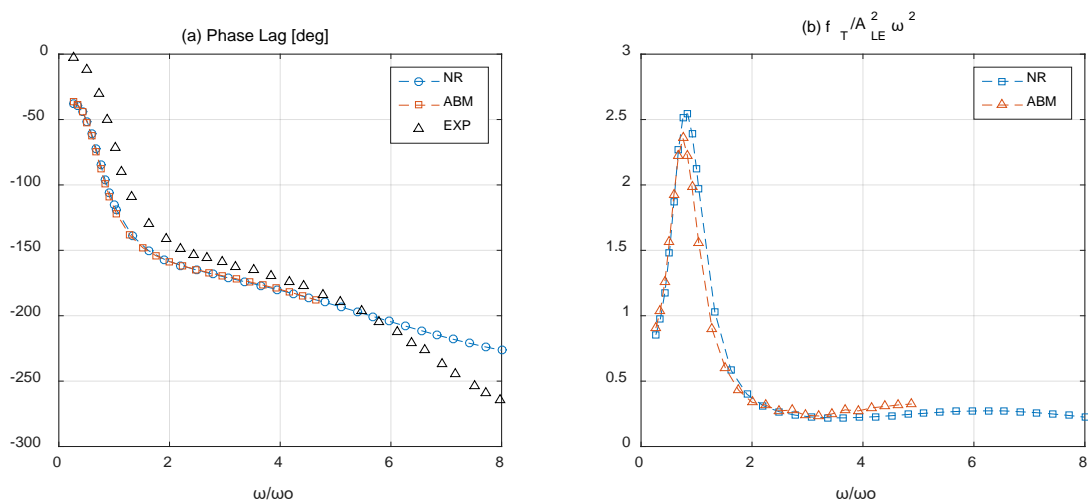 (a) Phase Lag [deg]
0
-50
-100
-150
-200
-250
-300
0 2 4 6 8
ω/ωo
NR
ABM
EXP
(b) f_T/A_LE^2 ω^2
3
2.5
2
1.5
1
0.5
0
0 2 4 6 8
ω/ωo
NR
ABM